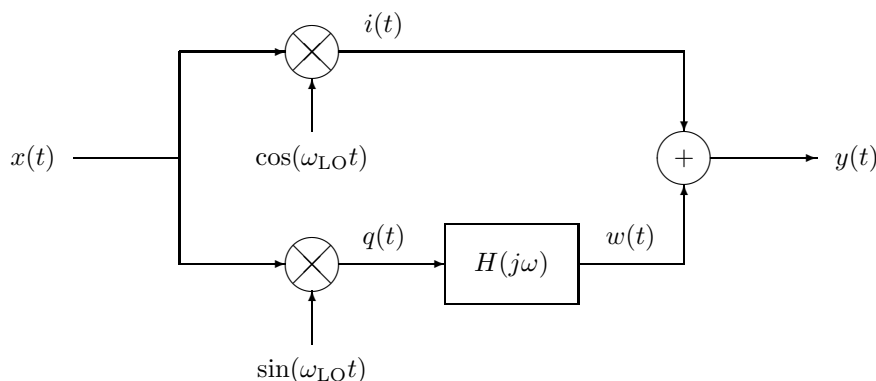 i(t)
x(t)
cos(ω_LO t)
+
y(t)
q(t)
H(jω)
w(t)
sin(ω_LO t)